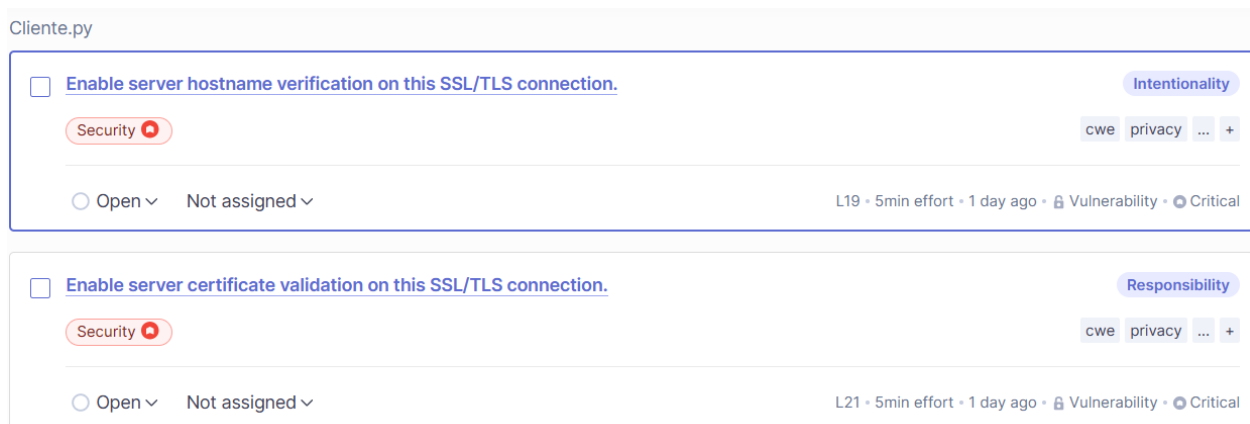 Cliente.py
Enable server hostname verification on this SSL/TLS connection. Intentionality
Security cwe privacy ... +
Open Not assigned L19 • 5min effort • 1 day ago • Vulnerability • Critical
Enable server certificate validation on this SSL/TLS connection. Responsibility
Security cwe privacy ... +
Open Not assigned L21 • 5min effort • 1 day ago • Vulnerability • Critical